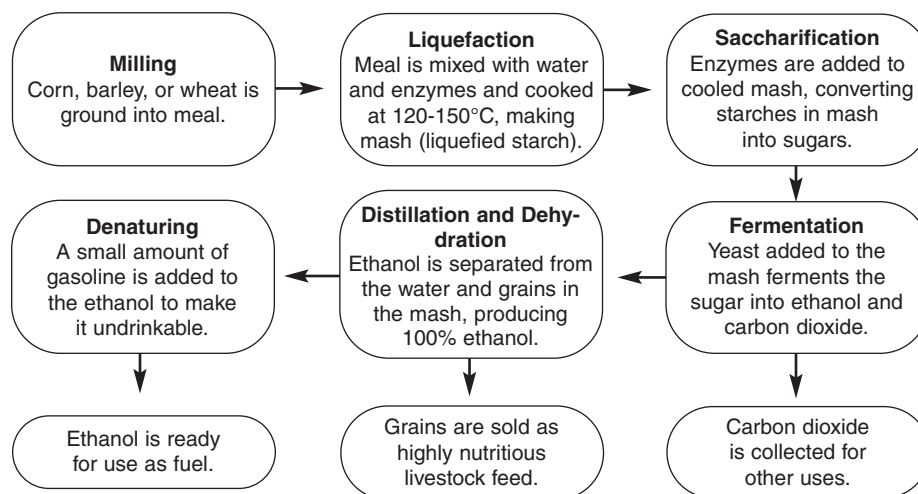 Milling
Corn, barley, or wheat is
ground into meal.
Liquefaction
Meal is mixed with water
and enzymes and cooked
at 120-150°C, making
mash (liquefied starch).
Saccharification
Enzymes are added to
cooled mash, converting
starches in mash
into sugars.
Denaturing
A small amount of
gasoline is added to
the ethanol to make
it undrinkable.
Distillation and Dehy-
dration
Ethanol is separated from
the water and grains in
the mash, producing
100% ethanol.
Fermentation
Yeast added to the
mash ferments the
sugar into ethanol and
carbon dioxide.
Ethanol is ready
for use as fuel.
Grains are sold as
highly nutritious
livestock feed.
Carbon dioxide
is collected for
other uses.